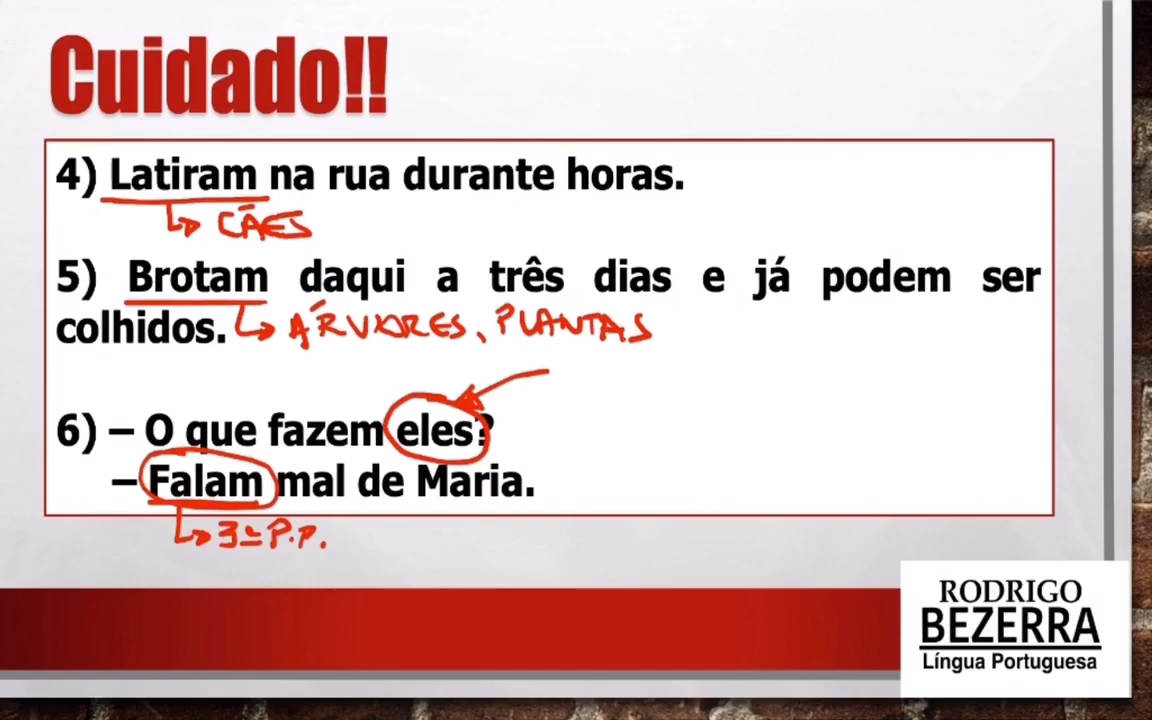 Cuidado!!
4) Latiram na rua durante horas.
↳ CÃES
5) Brotam daqui a três dias e já podem ser
colhidos. ↳ ÁRVORES, PLANTAS
6) – O que fazem eles?
– Falam mal de Maria.
↳ 3ª P.P.
RODRIGO
BEZERRA
Língua Portuguesa